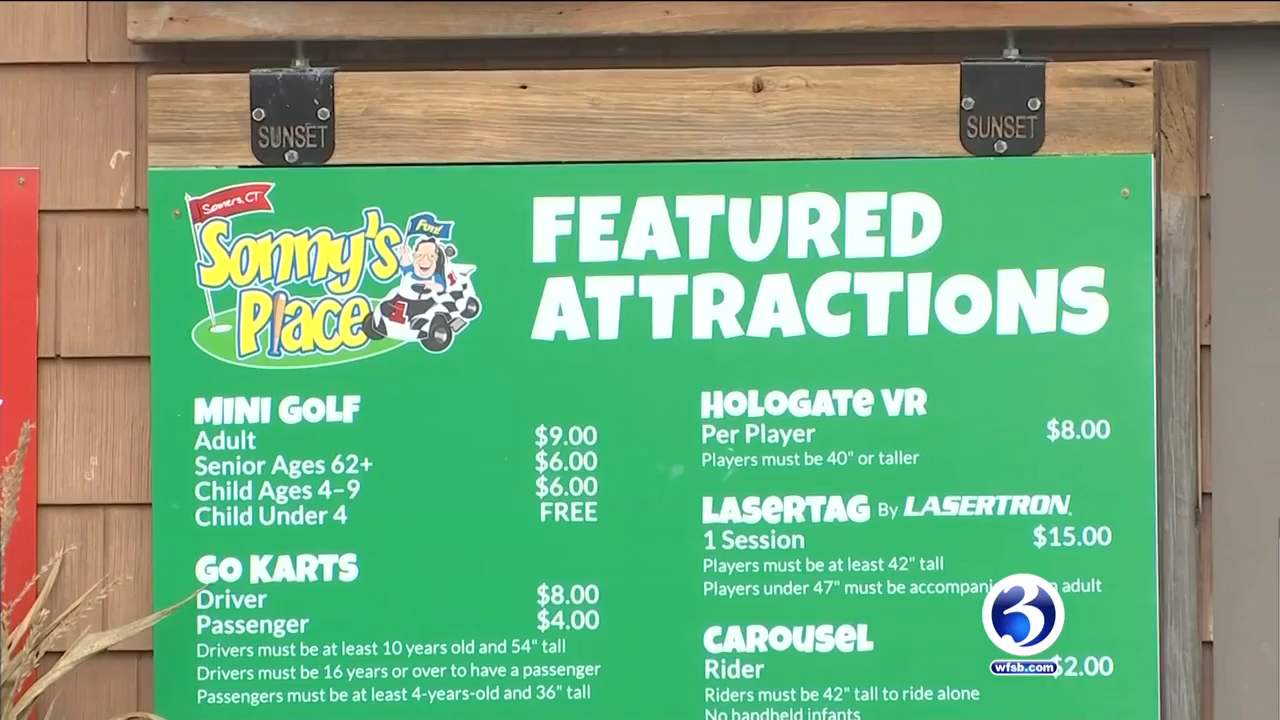 SUNSET
SUNSET
Somers, CT
Sonny's
Place
Fun!
1
1
FEATURED
ATTRACTIONS
MINI GOLF
Adult $9.00
Senior Ages 62+ $6.00
Child Ages 4–9 $6.00
Child Under 4 FREE
GO KARTS
Driver $8.00
Passenger $4.00
Drivers must be at least 10 years old and 54" tall
Drivers must be 16 years or over to have a passenger
Passengers must be at least 4-years-old and 36" tall
HOLOGATE VR
Per Player $8.00
Players must be 40" or taller
LASERTAG By LASERTRON.
1 Session $15.00
Players must be at least 42" tall
Players under 47" must be adult
CAROUSEL
Rider $2.00
Riders must be 42" tall to ride alone
No handheld infants
3
wfsb.com